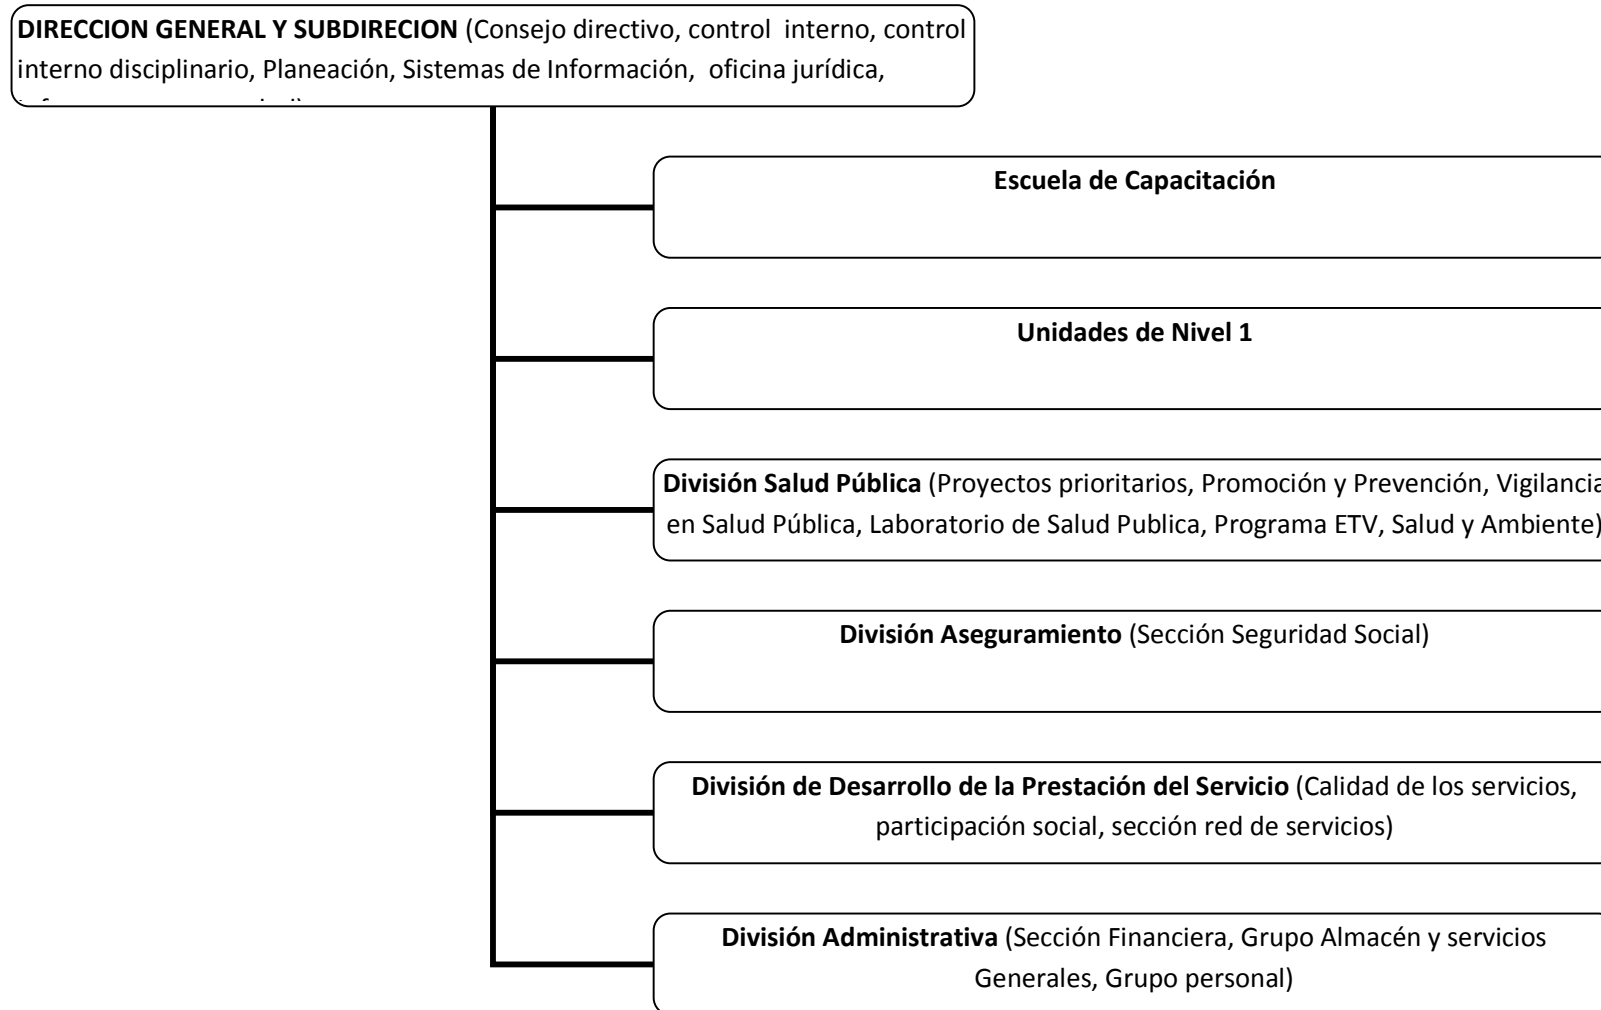 DIRECCION GENERAL Y SUBDIRECION (Consejo directivo, control interno, control
interno disciplinario, Planeación, Sistemas de Información, oficina jurídica,
Escuela de Capacitación
Unidades de Nivel 1
División Salud Pública (Proyectos prioritarios, Promoción y Prevención, Vigilancia
en Salud Pública, Laboratorio de Salud Publica, Programa ETV, Salud y Ambiente)
División Aseguramiento (Sección Seguridad Social)
División de Desarrollo de la Prestación del Servicio (Calidad de los servicios,
participación social, sección red de servicios)
División Administrativa (Sección Financiera, Grupo Almacén y servicios
Generales, Grupo personal)